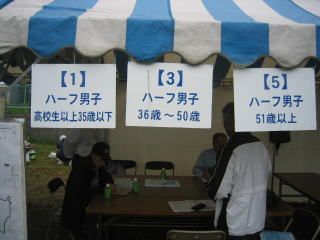 【1】
ハーフ男子
高校生以上35歳以下
【3】
ハーフ男子
36歳～50歳
【5】
ハーフ男子
51歳以上